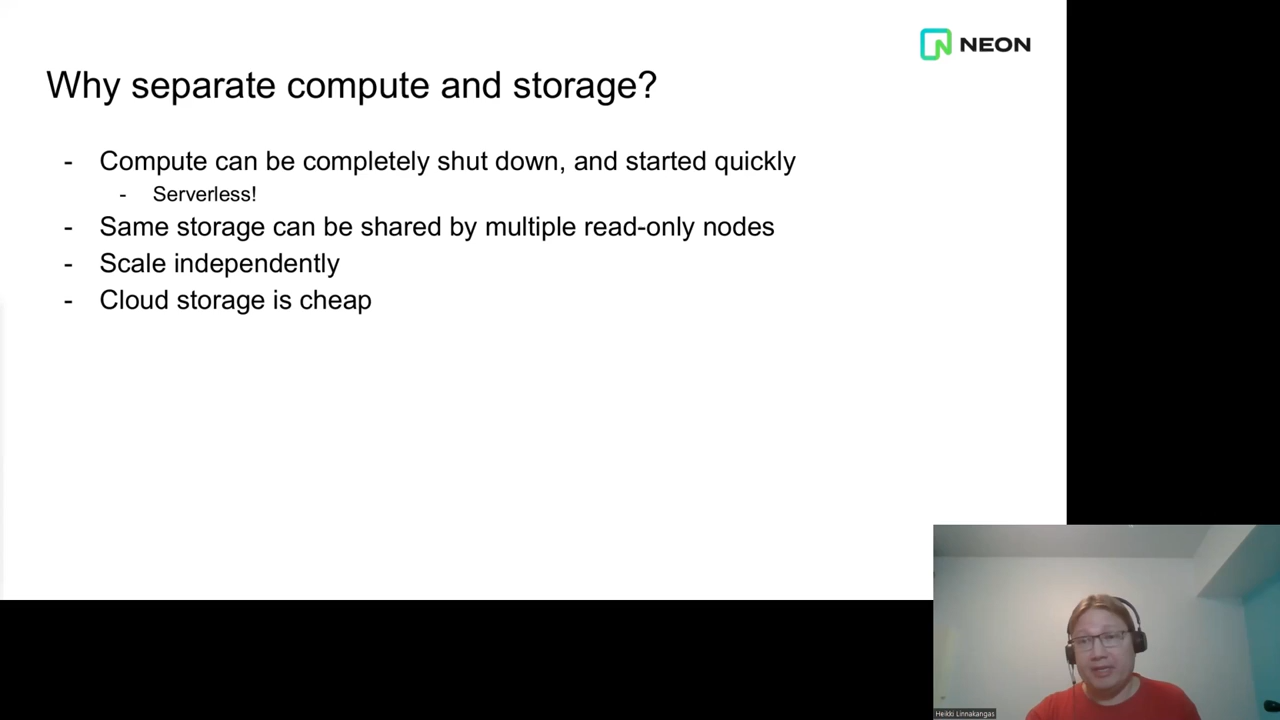 NEON
Why separate compute and storage?
- Compute can be completely shut down, and started quickly
- Serverless!
- Same storage can be shared by multiple read-only nodes
- Scale independently
- Cloud storage is cheap
Heikki Linnakangas